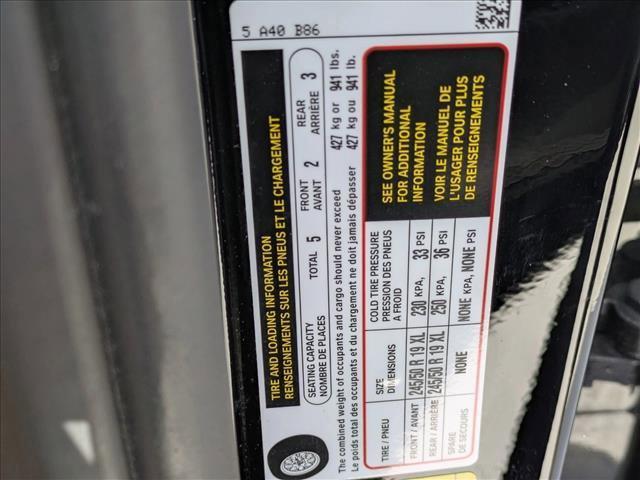 5 A40 B86
TIRE AND LOADING INFORMATION
RENSEIGNEMENTS SUR LES PNEUS ET LE CHARGEMENT
SEATING CAPACITY
NOMBRE DE PLACES
TOTAL 5
FRONT
AVANT 2
REAR
ARRIÈRE 3
The combined weight of occupants and cargo should never exceed 427 kg or 941 lbs.
Le poids total des occupants et du chargement ne doit jamais dépasser 427 kg ou 941 lb.
TIRE / PNEU
SIZE
DIMENSIONS
COLD TIRE PRESSURE
PRESSION DES PNEUS
A FROID
FRONT / AVANT 245/50 R 19 XL 230 KPA, 33 PSI
REAR / ARRIÈRE 245/50 R 19 XL 250 KPA, 36 PSI
SPARE
DE SECOURS
NONE NONE KPA, NONE PSI
SEE OWNER'S MANUAL
FOR ADDITIONAL
INFORMATION
VOIR LE MANUEL DE
L'USAGER POUR PLUS
DE RENSEIGNEMENTS